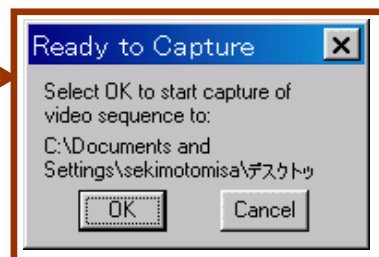 Ready to Capture
Select OK to start capture of
video sequence to:
C:\Documents and
Settings\sekimotomisa\デスクトッ
OK
Cancel